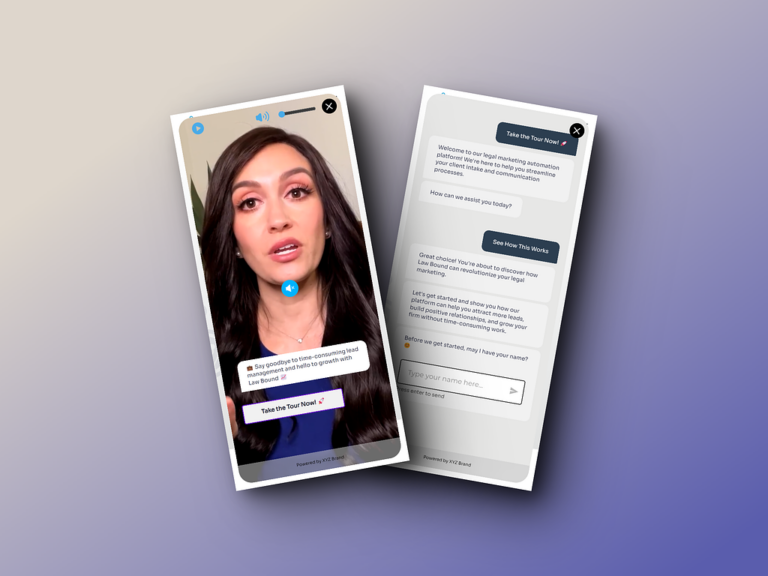 💼 Say goodbye to time-consuming lead
management and hello to growth with
Law Bound 📈
Take the Tour Now! 🚀
Powered by XYZ Brand
Take the Tour Now! 🚀
Welcome to our legal marketing automation
platform! We're here to help you streamline
your client intake and communication
processes.
How can we assist you today?
See How This Works
Great choice! You're about to discover how
Law Bound can revolutionize your legal
marketing.
Let's get started and show you how our
platform can help you attract more leads,
build positive relationships, and grow your
firm without time-consuming work.
Before we get started, may I have your name?
😊
Type your name here..
enter to send
Powered by XYZ Brand